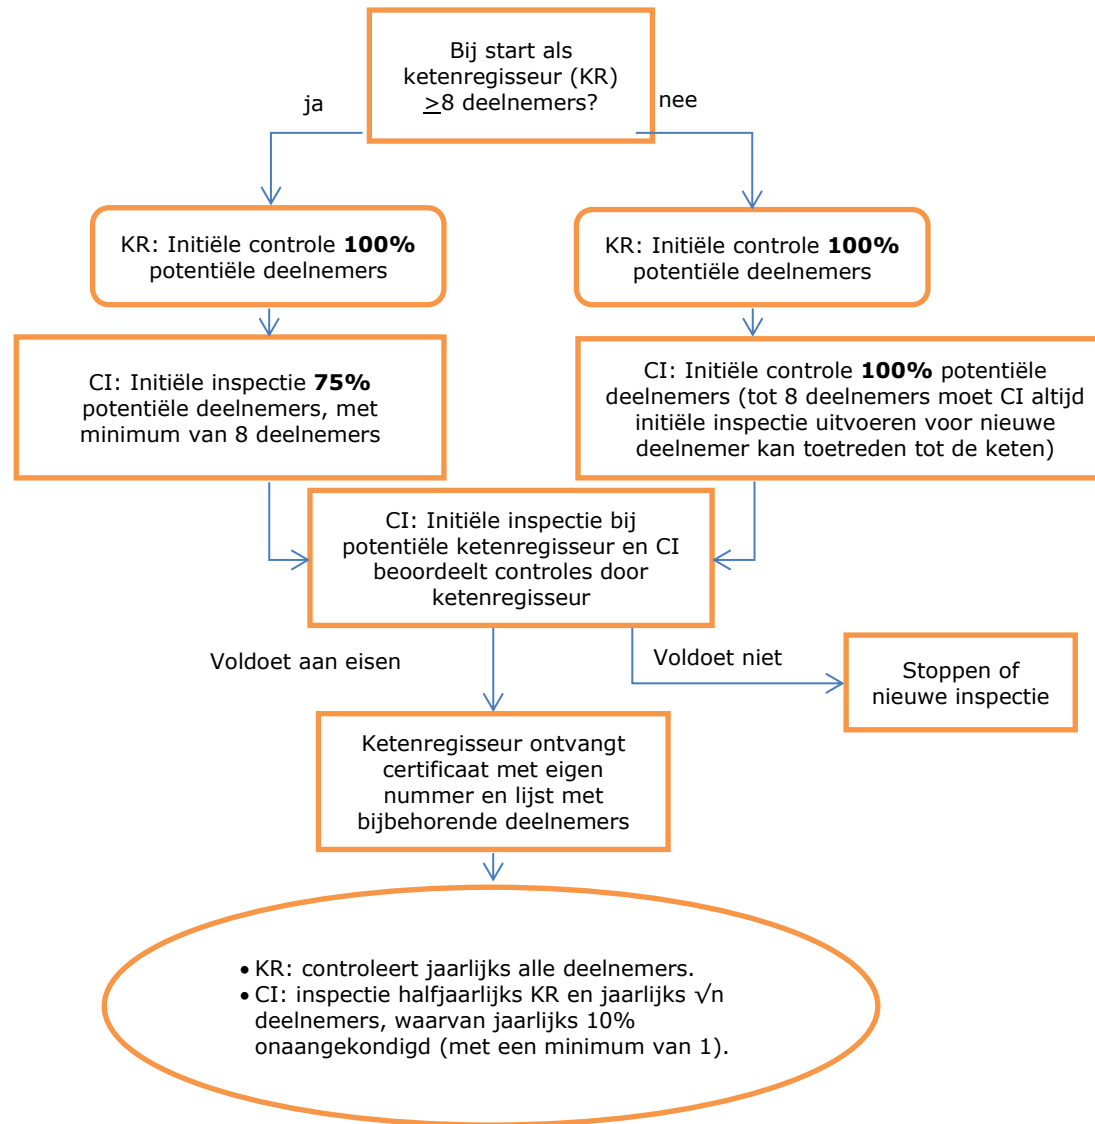 Bij start als
ketenregisseur (KR)
≥8 deelnemers?
ja
nee
KR: Initiële controle 100%
potentiële deelnemers
KR: Initiële controle 100%
potentiële deelnemers
CI: Initiële inspectie 75%
potentiële deelnemers, met
minimum van 8 deelnemers
CI: Initiële controle 100% potentiële
deelnemers (tot 8 deelnemers moet CI altijd
initiële inspectie uitvoeren voor nieuwe
deelnemer kan toetreden tot de keten)
CI: Initiële inspectie bij
potentiële ketenregisseur en CI
beoordeelt controles door
ketenregisseur
Voldoet aan eisen
Voldoet niet
Stoppen of
nieuwe inspectie
Ketenregisseur ontvangt
certificaat met eigen
nummer en lijst met
bijbehorende deelnemers
• KR: controleert jaarlijks alle deelnemers.
• CI: inspectie halfjaarlijks KR en jaarlijks √n
deelnemers, waarvan jaarlijks 10%
onaangekondigd (met een minimum van 1).